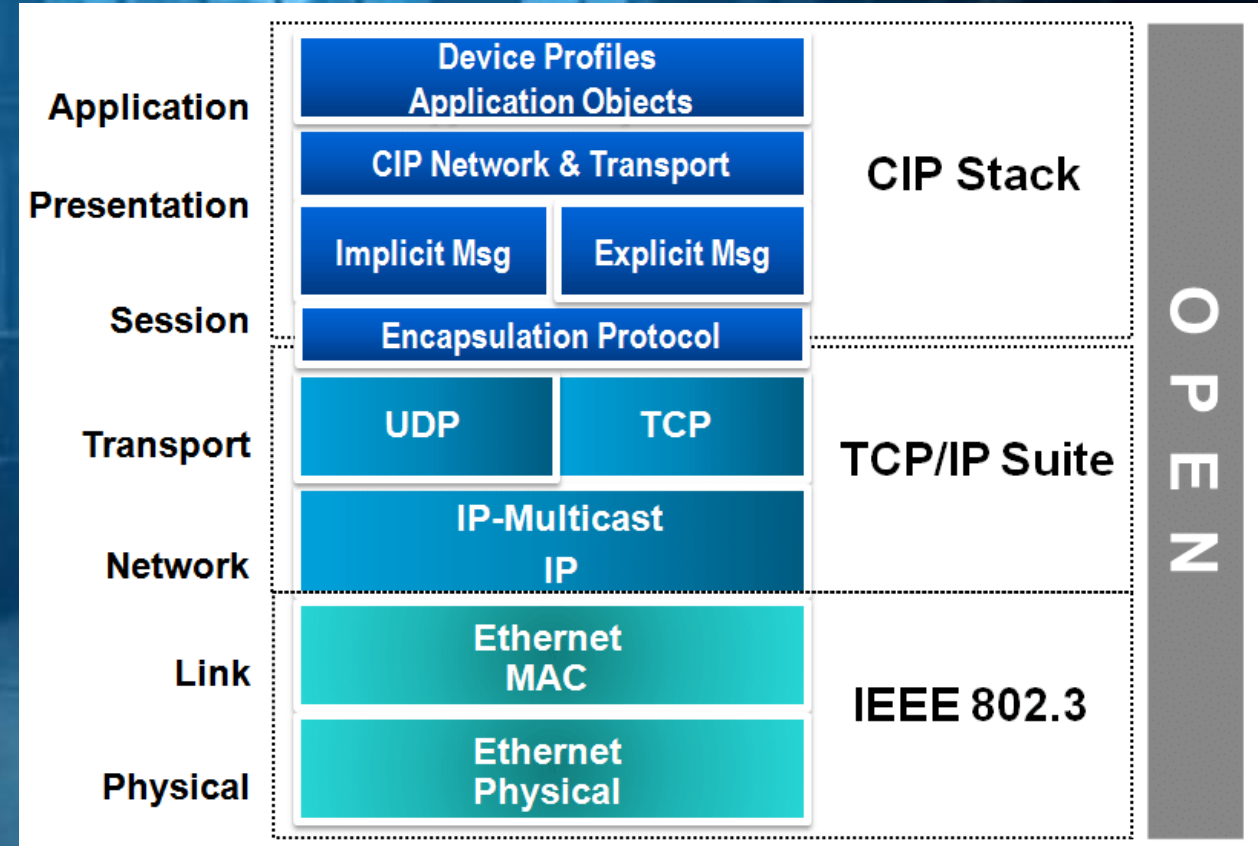 Application
Presentation
Session
Transport
Network
Link
Physical
Device Profiles
Application Objects
CIP Network & Transport
Implicit Msg
Explicit Msg
Encapsulation Protocol
UDP
TCP
IP-Multicast
IP
Ethernet
MAC
Ethernet
Physical
CIP Stack
TCP/IP Suite
IEEE 802.3
OPEN